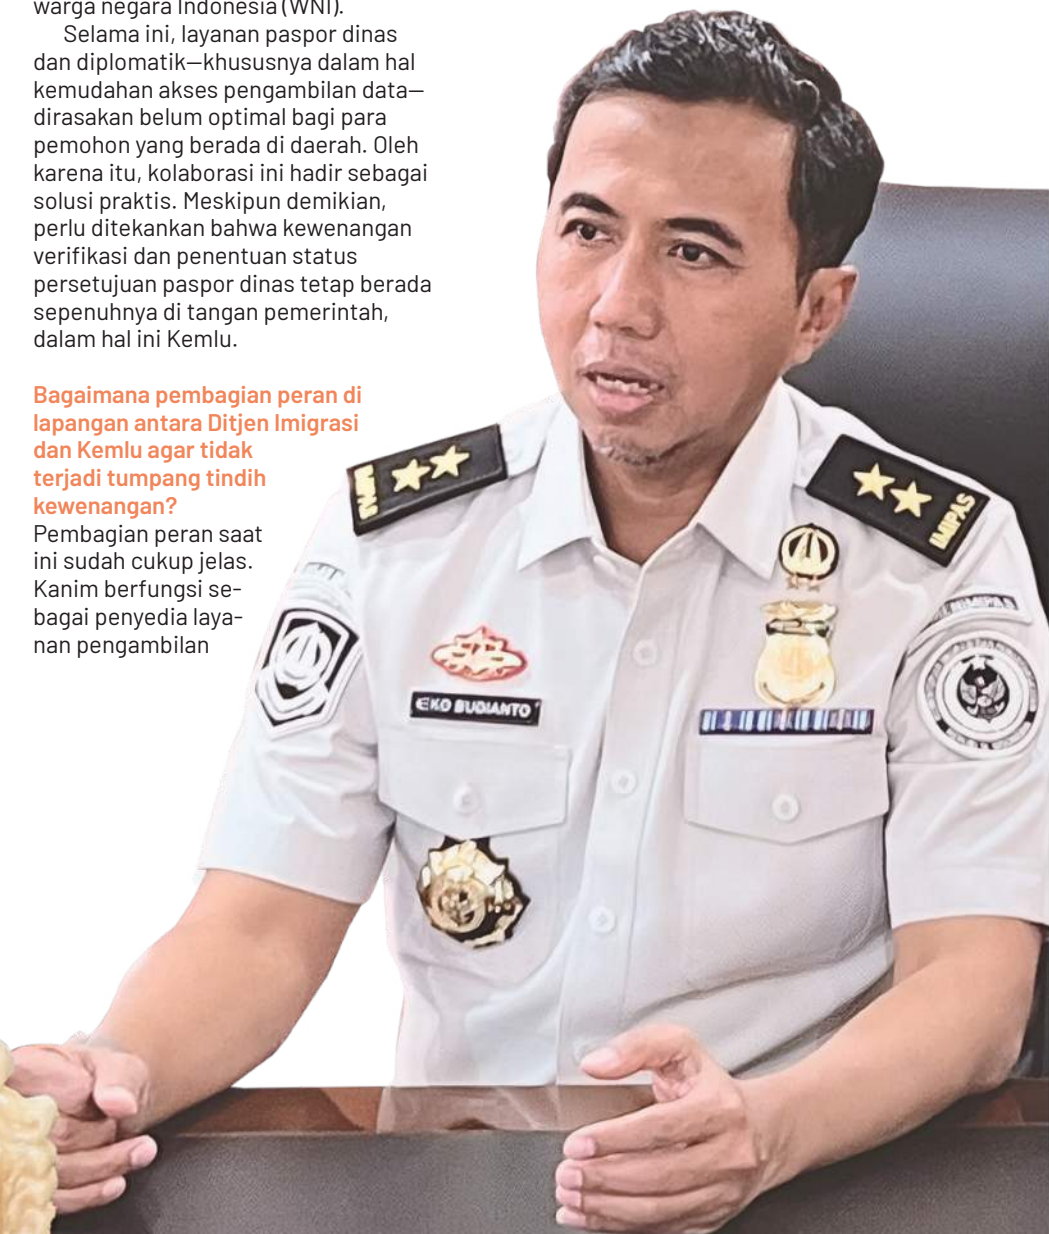 warga negara Indonesia (WNI).
Selama ini, layanan paspor dinas
dan diplomatik—khususnya dalam hal
kemudahan akses pengambilan data—
dirasakan belum optimal bagi para
pemohon yang berada di daerah. Oleh
karena itu, kolaborasi ini hadir sebagai
solusi praktis. Meskipun demikian,
perlu ditekankan bahwa kewenangan
verifikasi dan penentuan status
persetujuan paspor dinas tetap berada
sepenuhnya di tangan pemerintah,
dalam hal ini Kemlu.
Bagaimana pembagian peran di
lapangan antara Ditjen Imigrasi
dan Kemlu agar tidak
terjadi tumpang tindih
kewenangan?
Pembagian peran saat
ini sudah cukup jelas.
Kanim berfungsi se-
bagai penyedia laya-
nan pengambilan
IMIPAS
IMIPAS
EKO BUDIANTO